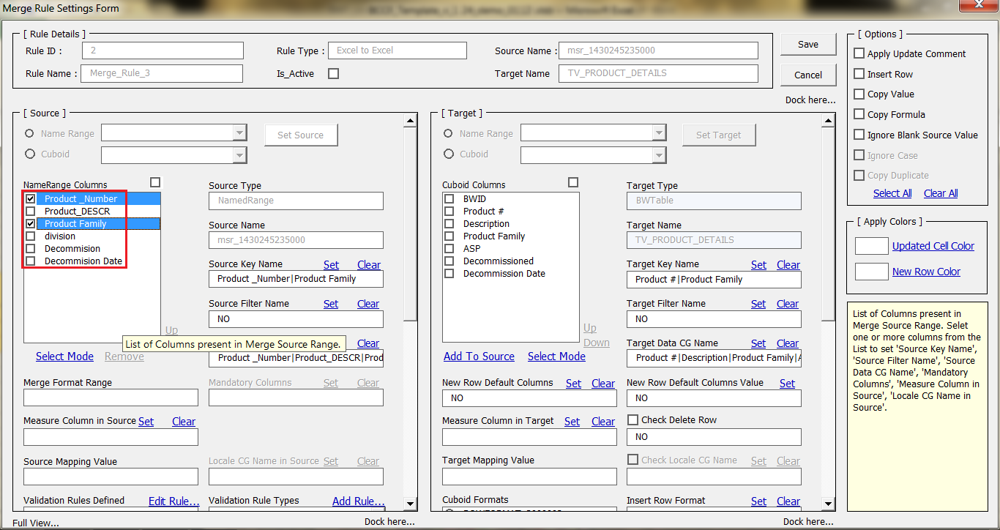 Merge Rule Settings Form
[ Rule Details ]
Rule ID :
2
Rule Type :
Excel to Excel
Source Name :
msr_1430245235000
Rule Name :
Merge_Rule_3
Is_Active
Target Name
TV_PRODUCT_DETAILS
Save
Cancel
Dock here...
[ Options ]
Apply Update Comment
Insert Row
Copy Value
Copy Formula
Ignore Blank Source Value
Ignore Case
Copy Duplicate
Select All
Clear All
[ Apply Colors ]
Updated Cell Color
New Row Color
List of Columns present in
Merge Source Range. Selet
one or more columns from the
List to set 'Source Key Name',
'Source Filter Name', 'Source
Data CG Name', 'Mandatory
Columns', 'Measure Column in
Source', 'Locale CG Name in
Source'.
[ Source ]
Name Range
Set Source
Cuboid
NameRange Columns
Product _Number
Product_DESCR
Product Family
division
Decommision
Decommision Date
Up
Select Mode
Remove
List of Columns present in Merge Source Range.
Source Type
NamedRange
Source Name
msr_1430245235000
Source Key Name
Set
Clear
Product _Number|Product Family
Source Filter Name
Set
Clear
NO
Clear
Product _Number|Product_DESCR|Prod
Merge Format Range
Mandatory Columns
Set
Clear
Measure Column in Source
Set
Clear
Source Mapping Value
Locale CG Name in Source
Set
Clear
Validation Rules Defined
Edit Rule...
Validation Rule Types
Add Rule...
[ Target ]
Name Range
Set Target
Cuboid
Cuboid Columns
BWID
Product #
Description
Product Family
ASP
Decommissioned
Decommission Date
Up
Down
Add To Source
Select Mode
Target Type
BWTable
Target Name
TV_PRODUCT_DETAILS
Target Key Name
Set
Clear
Product #|Product Family
Target Filter Name
Set
Clear
NO
Target Data CG Name
Set
Clear
Product #|Description|Product Family|A
New Row Default Columns
Set
Clear
NO
New Row Default Columns Value
Set
NO
Measure Column in Target
Set
Clear
Check Delete Row
NO
Target Mapping Value
Check Locale CG Name
Set
Clear
Cuboid Formats
Insert Row Format
Set
Clear
Full View...
Dock here...
Dock here...